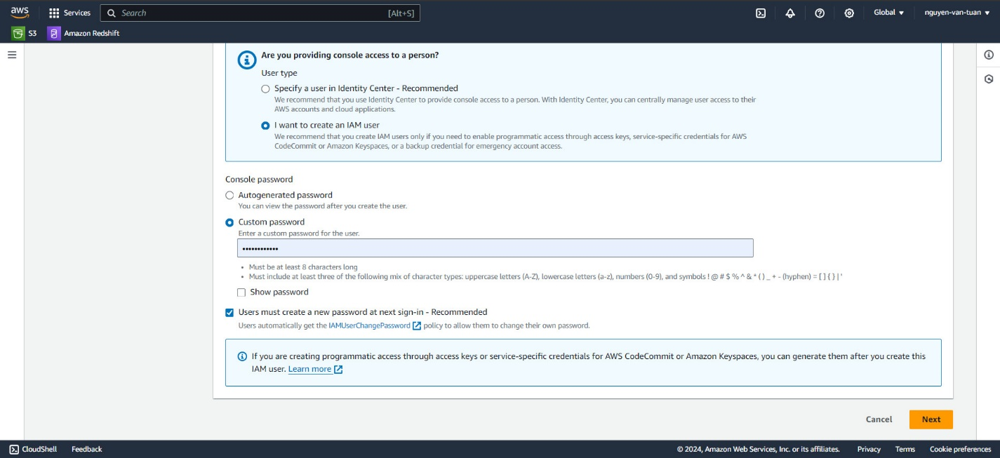 aws Services Search [Alt+S] Global nguyen-van-tuan
S3 Amazon Redshift
Are you providing console access to a person?
User type
Specify a user in Identity Center - Recommended
We recommend that you use Identity Center to provide console access to a person. With Identity Center, you can centrally manage user access to their
AWS accounts and cloud applications.
I want to create an IAM user
We recommend that you create IAM users only if you need to enable programmatic access through access keys, service-specific credentials for AWS
CodeCommit or Amazon Keyspaces, or a backup credential for emergency account access.
Console password
Autogenerated password
You can view the password after you create the user.
Custom password
Enter a custom password for the user.
••••••••••••
• Must be at least 8 characters long
• Must include at least three of the following mix of character types: uppercase letters (A-Z), lowercase letters (a-z), numbers (0-9), and symbols ! @ # $ % ^ & * ( ) _ + - (hyphen) = [ ] { } | '
Show password
Users must create a new password at next sign-in - Recommended
Users automatically get the IAMUserChangePassword policy to allow them to change their own password.
If you are creating programmatic access through access keys or service-specific credentials for AWS CodeCommit or Amazon Keyspaces, you can generate them after you create this
IAM user. Learn more
Cancel Next
CloudShell Feedback © 2024, Amazon Web Services, Inc. or its affiliates. Privacy Terms Cookie preferences